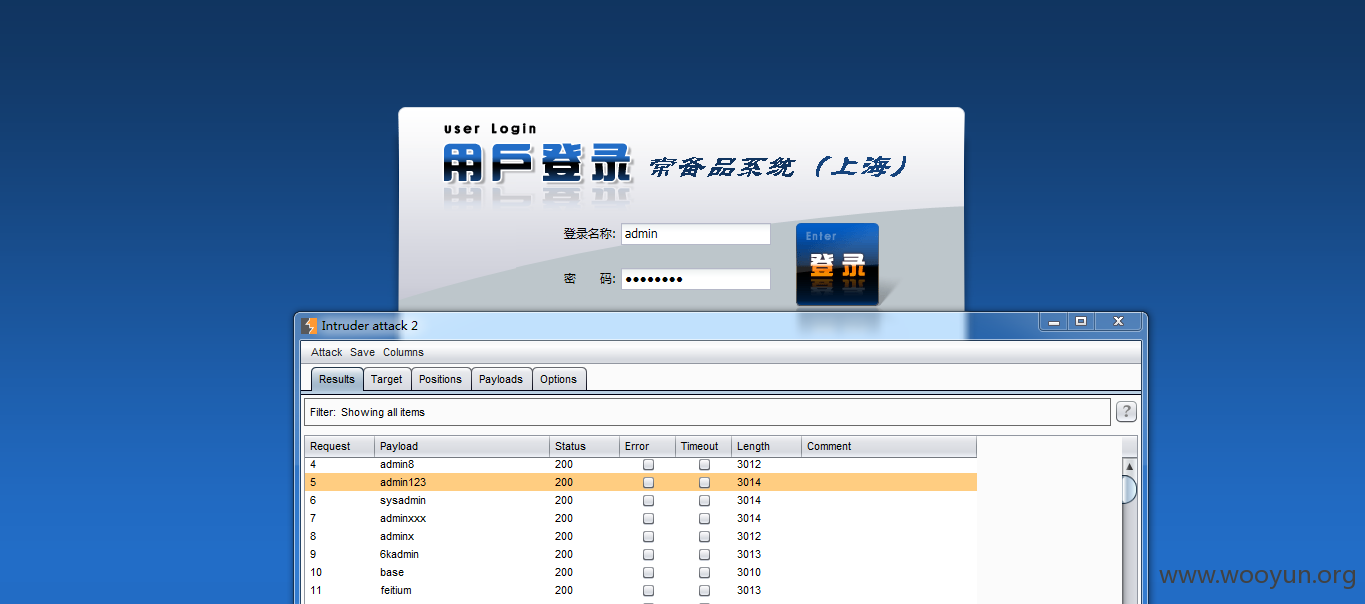 user Login
用戶登录 常备品系统（上海）
登录名称: admin
Enter
登录
密 码: ●●●●●●●●
Intruder attack 2
Attack Save Columns
Results Target Positions Payloads Options
Filter: Showing all items ?
Request Payload Status Error Timeout Length Comment
4 admin8 200 3012
5 admin123 200 3014
6 sysadmin 200 3014
7 adminxxx 200 3014
8 adminx 200 3012
9 6kadmin 200 3013
10 base 200 3010
11 feitium 200 3013
www.wooyun.org